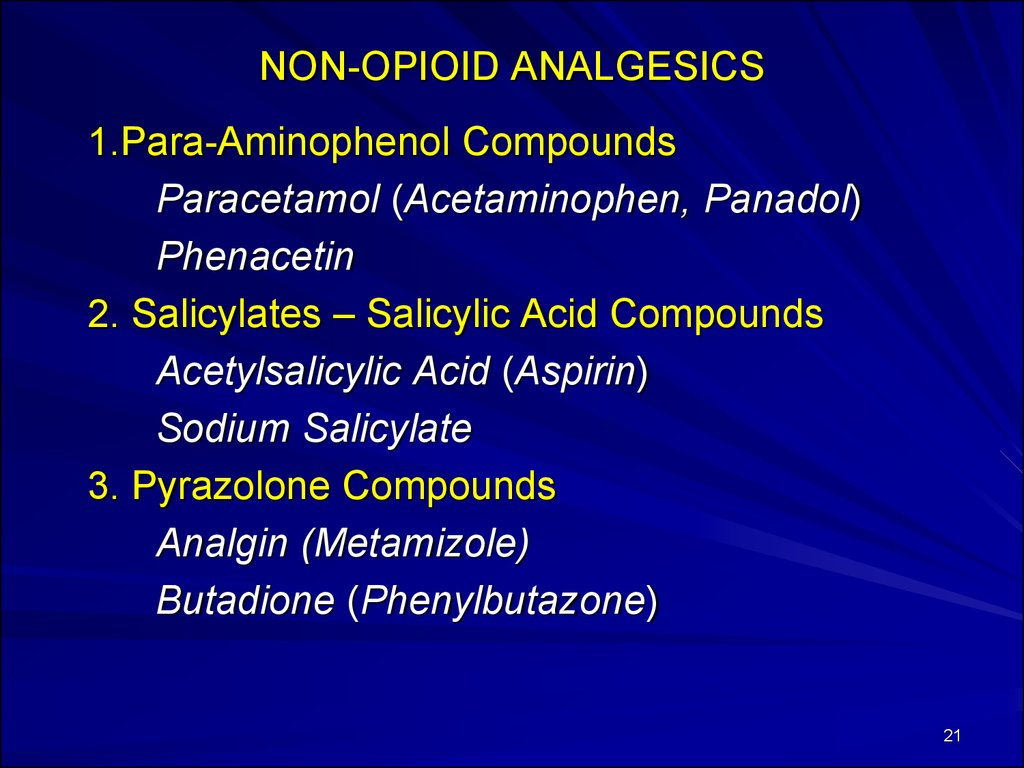 NON-OPIOID ANALGESICS
1.Para-Aminophenol Compounds
Paracetamol (Acetaminophen, Panadol)
Phenacetin
2. Salicylates – Salicylic Acid Compounds
Acetylsalicylic Acid (Aspirin)
Sodium Salicylate
3. Pyrazolone Compounds
Analgin (Metamizole)
Butadione (Phenylbutazone)
21